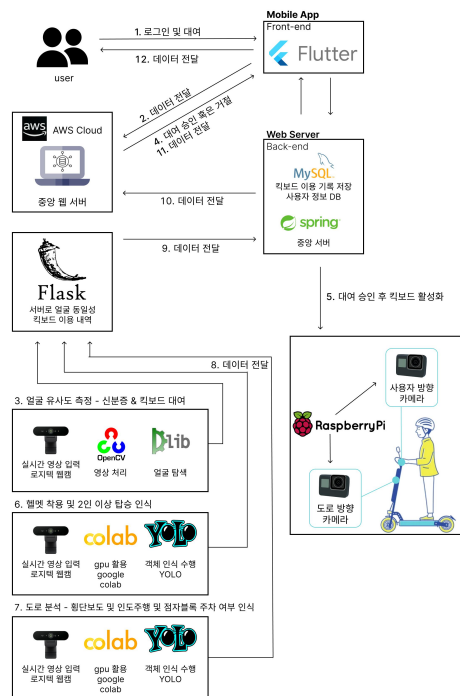 1. 로그인 및 대여
12. 데이터 전달
user
Mobile App
Front-end
Flutter
2. 데이터 전달
4. 대여 승인 혹은 거절
11. 데이터 전달
aws
AWS Cloud
중앙 웹 서버
Web Server
Back-end
MySQL
킥보드 이용 기록 저장
사용자 정보 DB
spring
중앙 서버
10. 데이터 전달
9. 데이터 전달
Flask
서버로 얼굴 동일성
킥보드 이용 내역
5. 대여 승인 후 킥보드 활성화
8. 데이터 전달
사용자 방향
카메라
RaspberryPi
도로 방향
카메라
3. 얼굴 유사도 측정 - 신분증 & 킥보드 대여
실시간 영상 입력
로지텍 웹캠
OpenCV
영상 처리
Dlib
얼굴 탐색
6. 헬멧 착용 및 2인 이상 탑승 인식
실시간 영상 입력
로지텍 웹캠
colab
gpu 활용
google
colab
YOLO
객체 인식 수행
YOLO
7. 도로 분석 - 횡단보도 및 인도주행 및 점자블록 주차 여부 인식
실시간 영상 입력
로지텍 웹캠
colab
gpu 활용
google
colab
YOLO
객체 인식 수행
YOLO